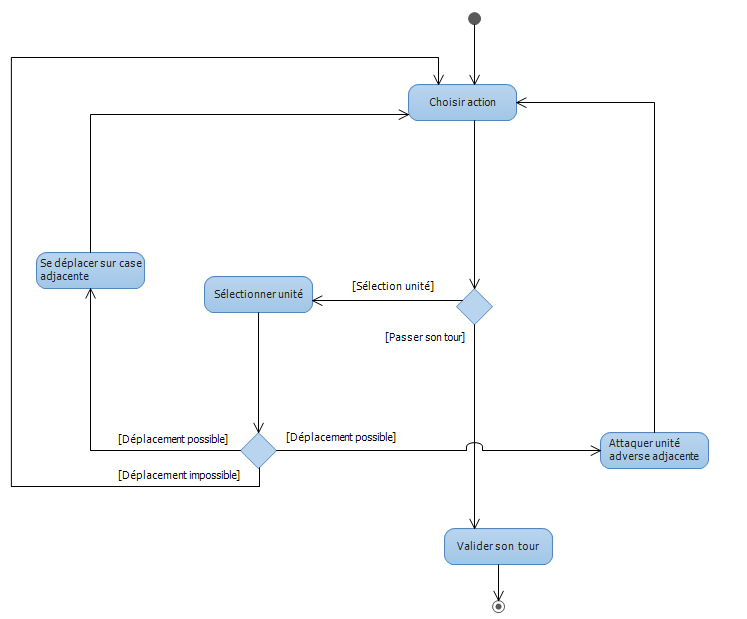 Choisir action
Se déplacer sur case
adjacente
Sélectionner unité
[Sélection unité]
[Passer son tour]
[Déplacement possible]
[Déplacement possible]
[Déplacement impossible]
Attaquer unité
adverse adjacente
Valider son tour